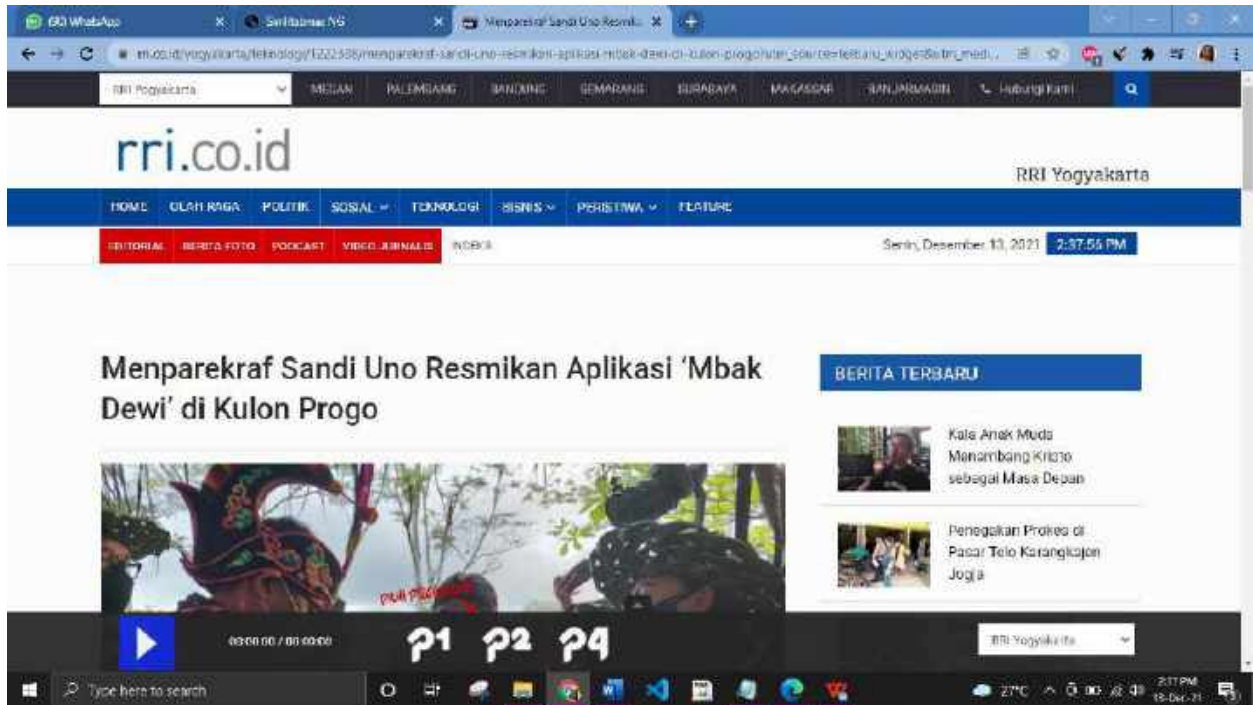 WhatsApp
Menparekraf Sandi Uno Resmik...
RRI Yogyakarta
MEDAN
PALEMBANG
BANDUNG
SEMARANG
SURABAYA
MAKASSAR
BANJARMASIN
Hubungi Kami
rri.co.id
RRI Yogyakarta
HOME
OLAH RAGA
POLITIK
SOSIAL
TEKNOLOGI
BISNIS
PERISTIWA
FEATURE
EDITORIAL
BERITA FOTO
PODCAST
VIDEO JURNALIS
INDEKS
Senin, Desember 13, 2021
2:37:56 PM
Menparekraf Sandi Uno Resmikan Aplikasi ‘Mbak
Dewi’ di Kulon Progo
BERITA TERBARU
Kala Anak Muda
Menambang Kripto
sebagai Masa Depan
Penegakan Prokes di
Pasar Telo Karangkajen
Jogja
00:00:00 / 00:00:00
P1
P2
P4
RRI Yogyakarta
Type here to search
27°C